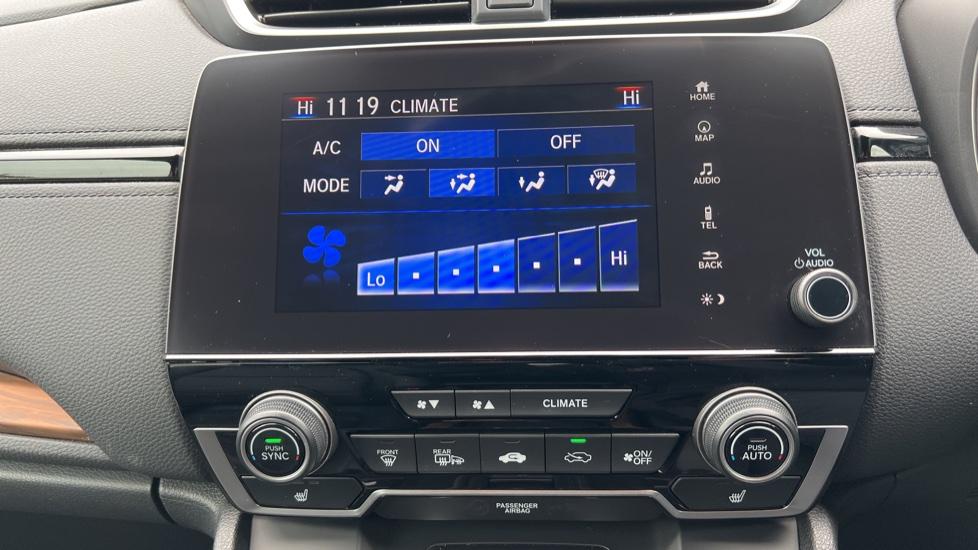 Hi 11 19 CLIMATE Hi
A/C ON OFF
MODE
Lo Hi
HOME
MAP
AUDIO
TEL
BACK
VOL
AUDIO
CLIMATE
PUSH
SYNC
FRONT
REAR
ON/
OFF
PUSH
AUTO
PASSENGER
AIRBAG